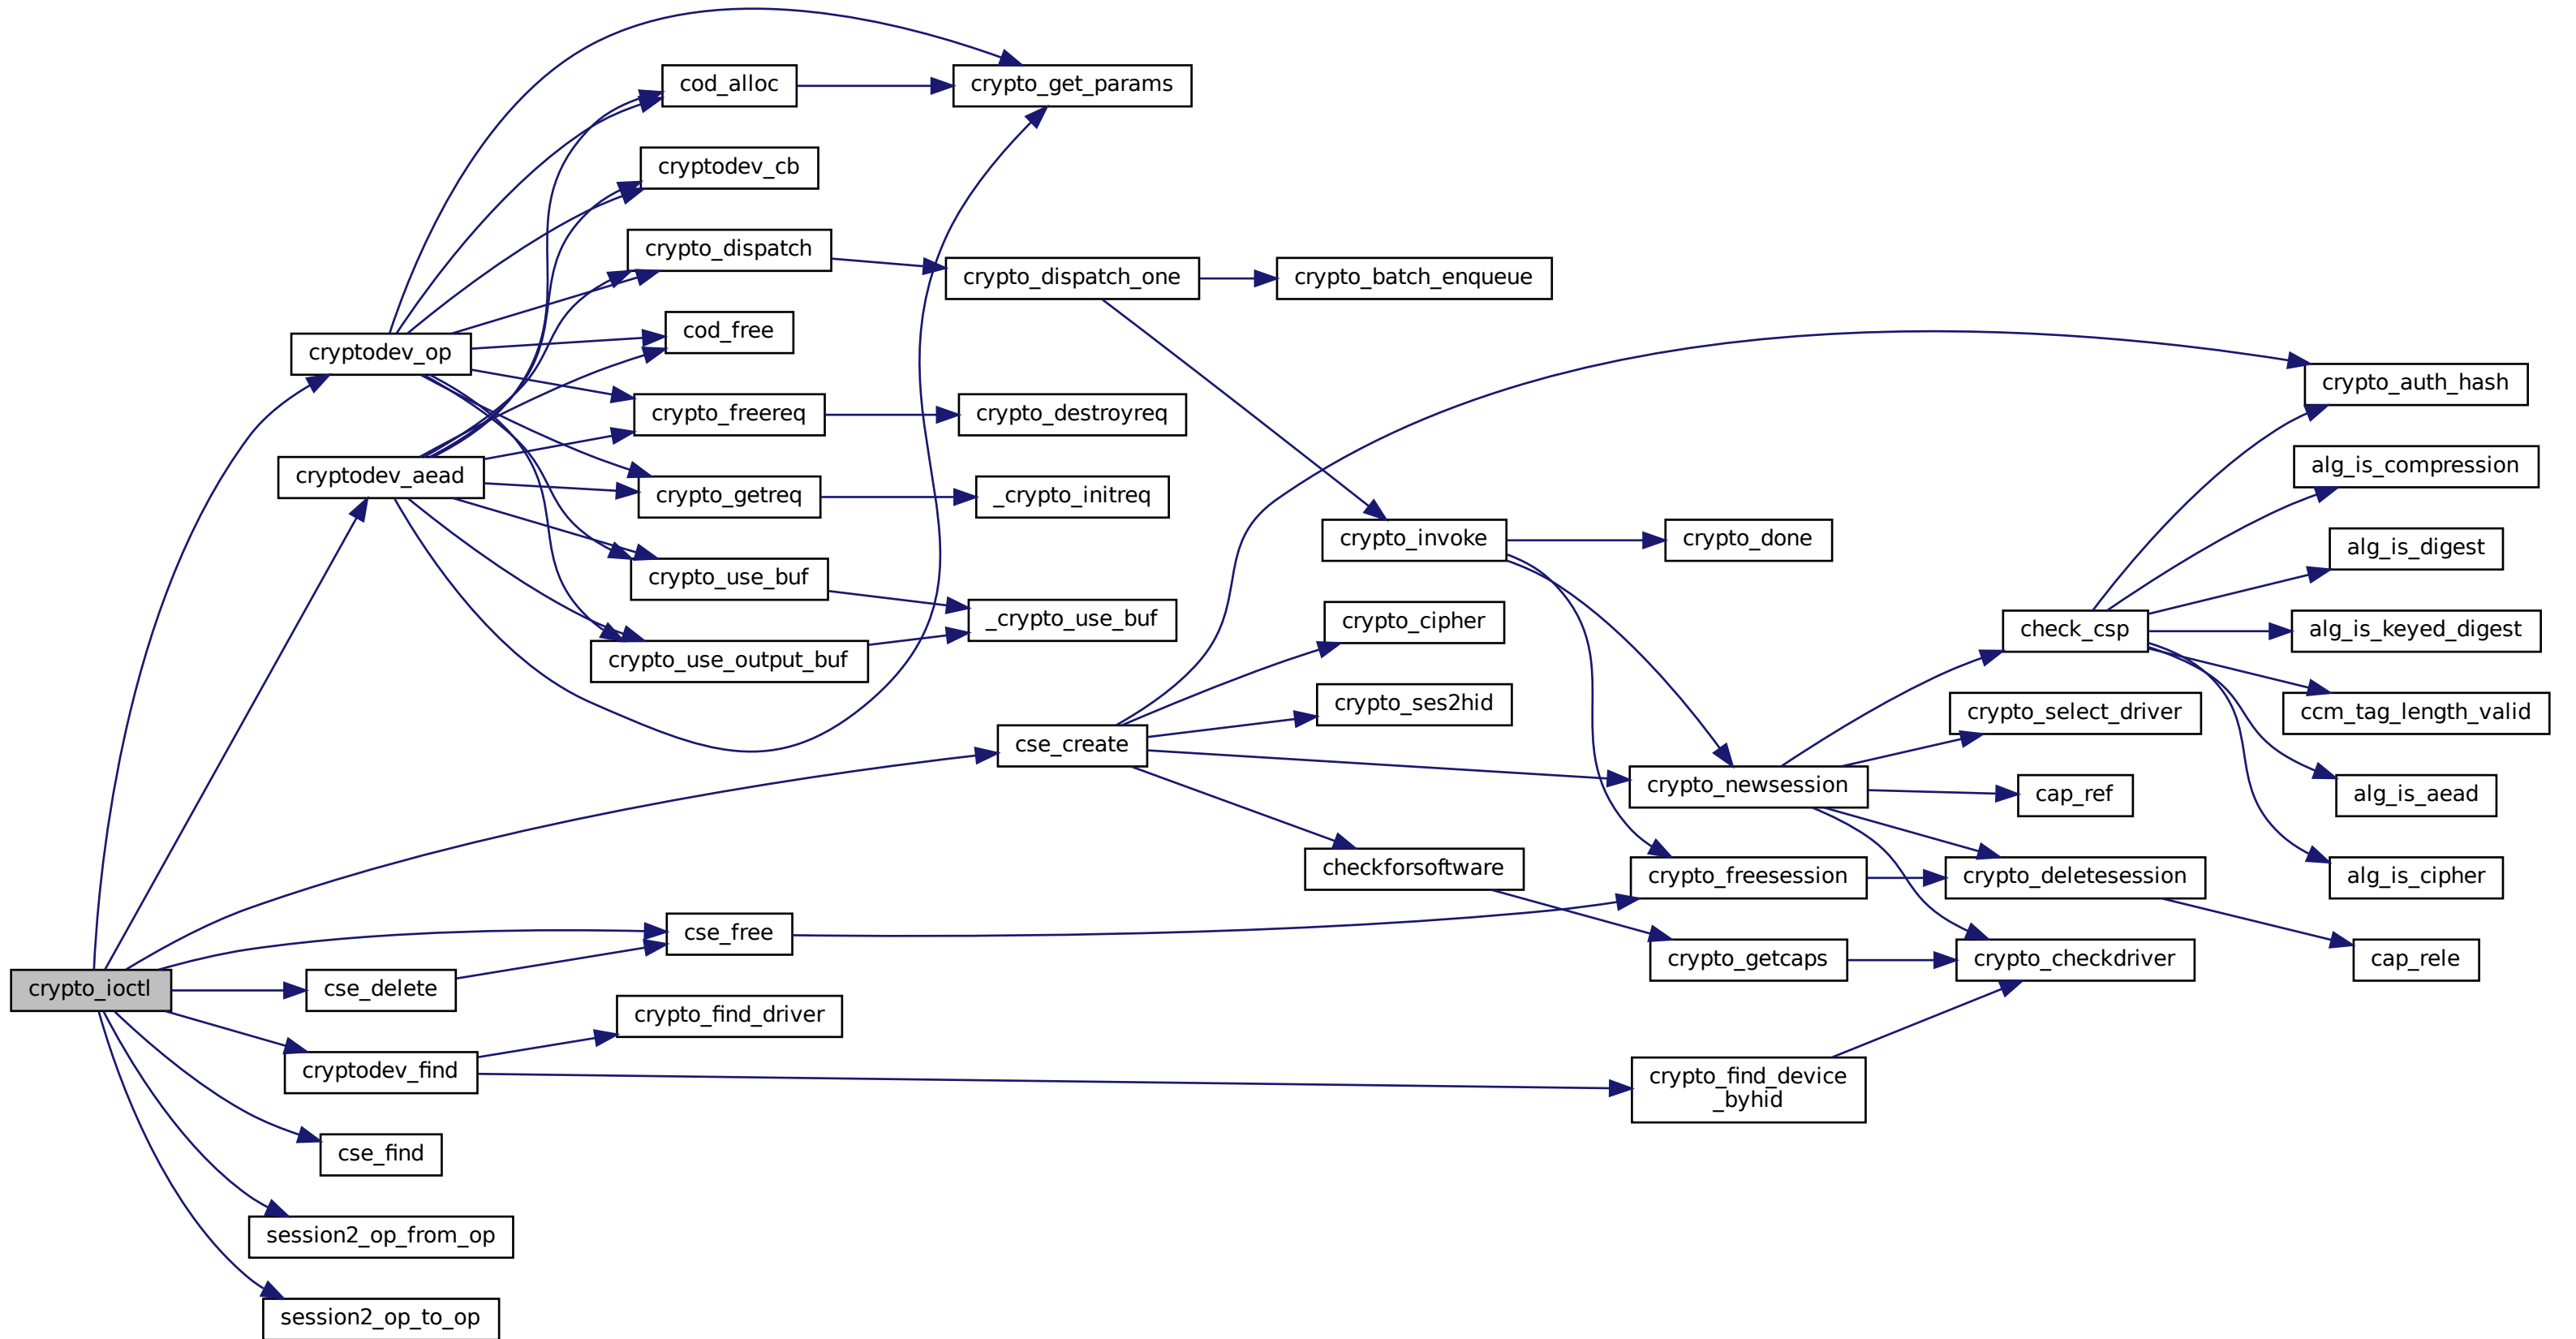 cod_alloc
crypto_get_params
cryptodev_cb
crypto_dispatch
crypto_dispatch_one
crypto_batch_enqueue
cod_free
cryptodev_op
crypto_auth_hash
crypto_freereq
crypto_destroyreq
cryptodev_aead
alg_is_compression
crypto_getreq
_crypto_initreq
crypto_invoke
crypto_done
alg_is_digest
crypto_use_buf
_crypto_use_buf
crypto_cipher
check_csp
alg_is_keyed_digest
crypto_use_output_buf
crypto_ses2hid
crypto_select_driver
ccm_tag_length_valid
cse_create
crypto_newsession
cap_ref
alg_is_aead
checkforsoftware
crypto_freesession
crypto_deletesession
alg_is_cipher
cse_free
crypto_getcaps
crypto_checkdriver
cap_rele
crypto_ioctl
cse_delete
crypto_find_driver
cryptodev_find
crypto_find_device
_byhid
cse_find
session2_op_from_op
session2_op_to_op